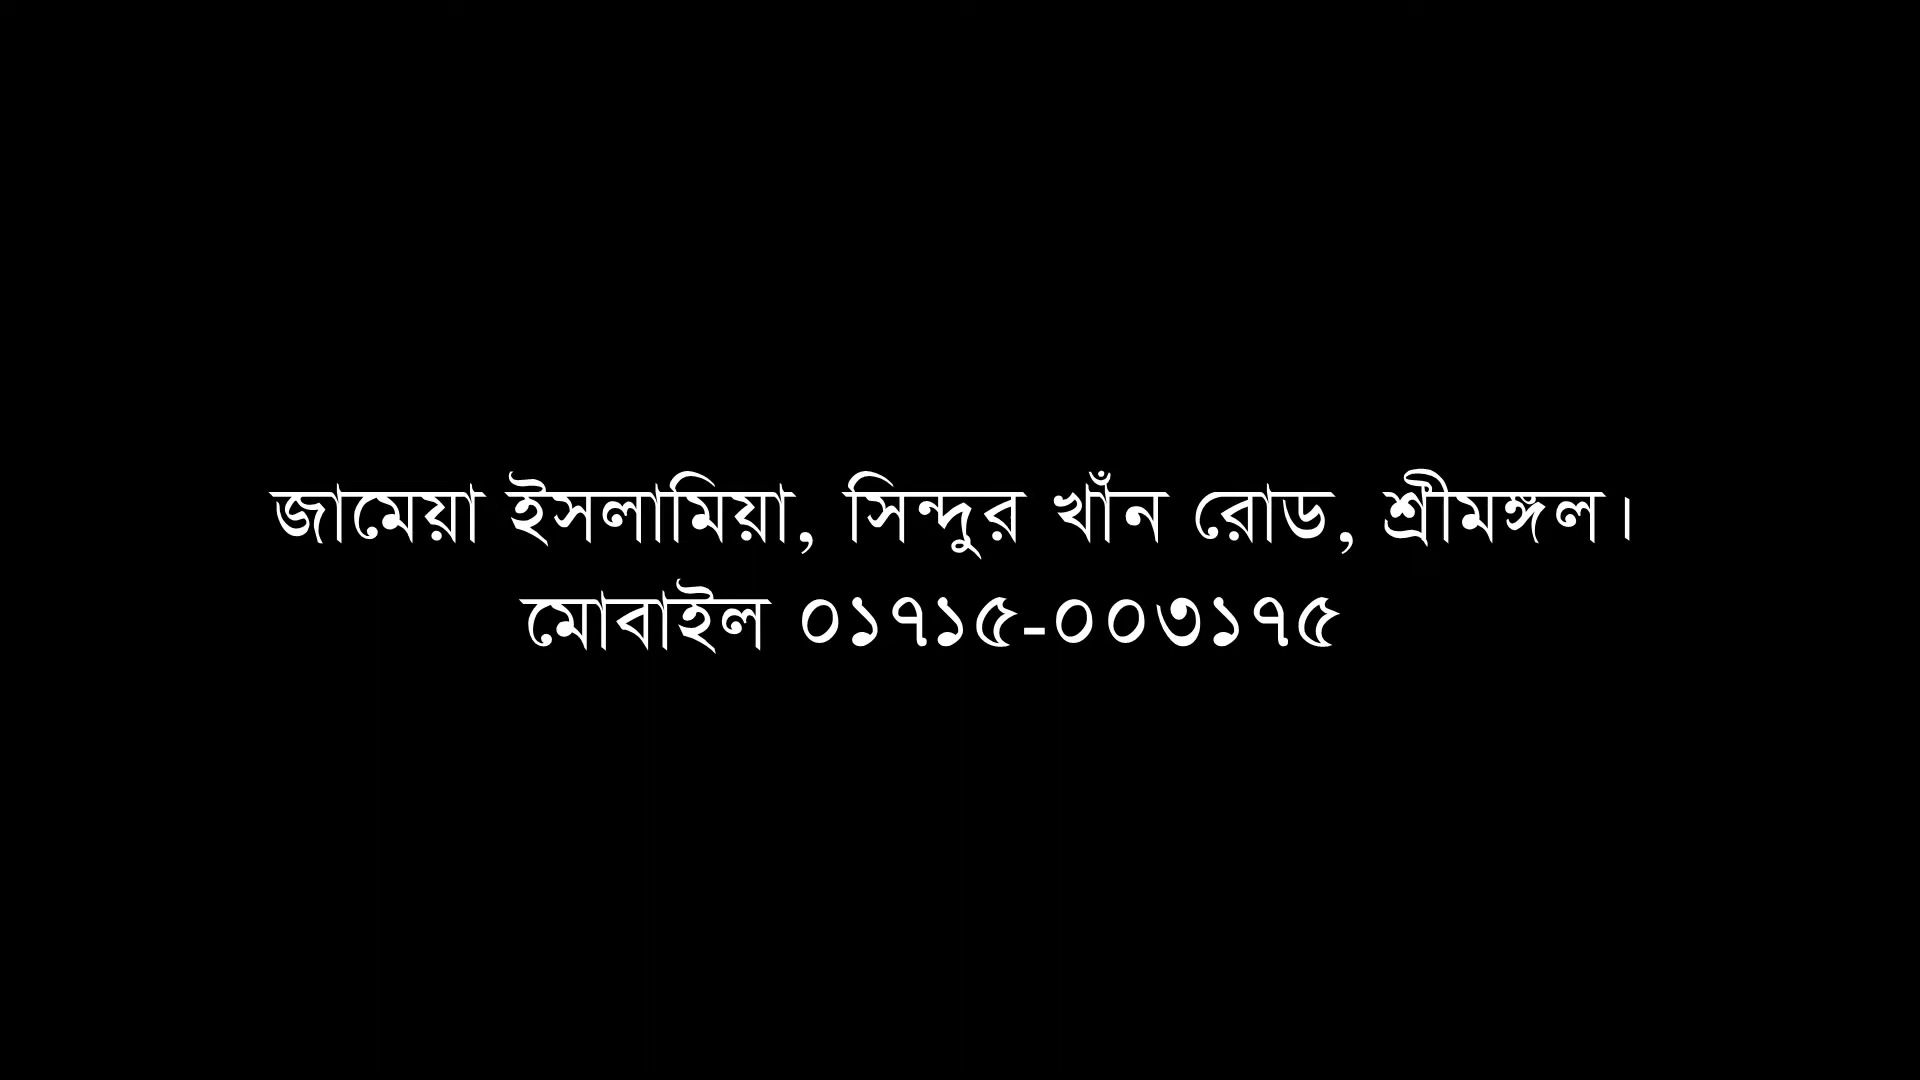 জামেয়া ইসলামিয়া, সিন্দুর খাঁন রোড, শ্রীমঙ্গল।
মোবাইল ০১৭১৫-০০৩১৭৫